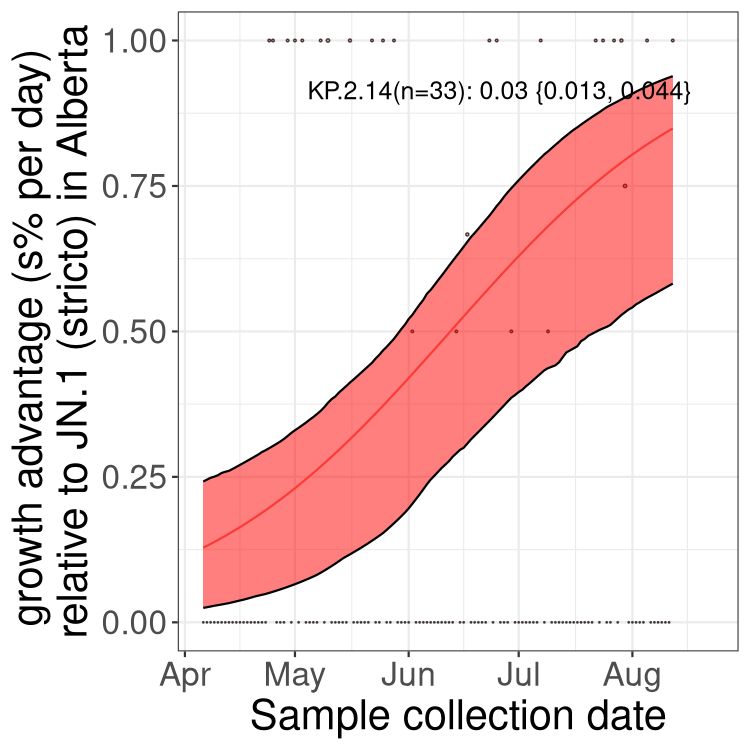 growth advantage (s% per day)
relative to JN.1 (stricto) in Alberta
1.00
0.75
0.50
0.25
0.00
KP.2.14(n=33): 0.03 {0.013, 0.044}
Apr May Jun Jul Aug
Sample collection date